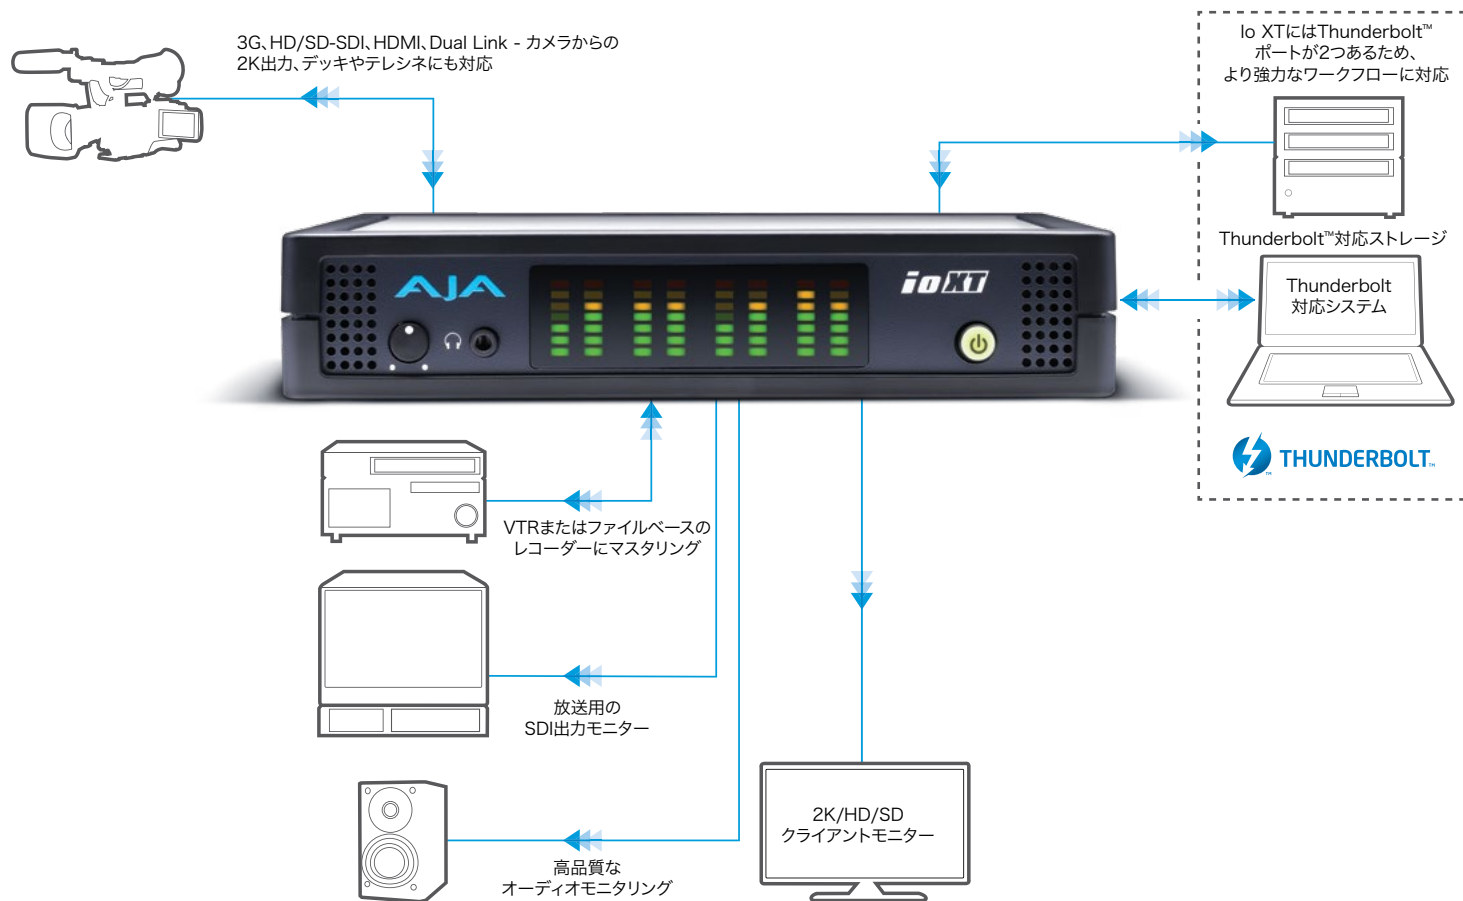 3G、HD/SD-SDI、HDMI、Dual Link - カメラからの
2K出力、デッキやテレシネにも対応
Io XTにはThunderbolt™
ポートが2つあるため、
より強力なワークフローに対応
Thunderbolt™対応ストレージ
AJA
io XT
Thunderbolt
対応システム
THUNDERBOLT™
VTRまたはファイルベースの
レコーダーにマスタリング
放送用の
SDI出力モニター
2K/HD/SD
クライアントモニター
高品質な
オーディオモニタリング